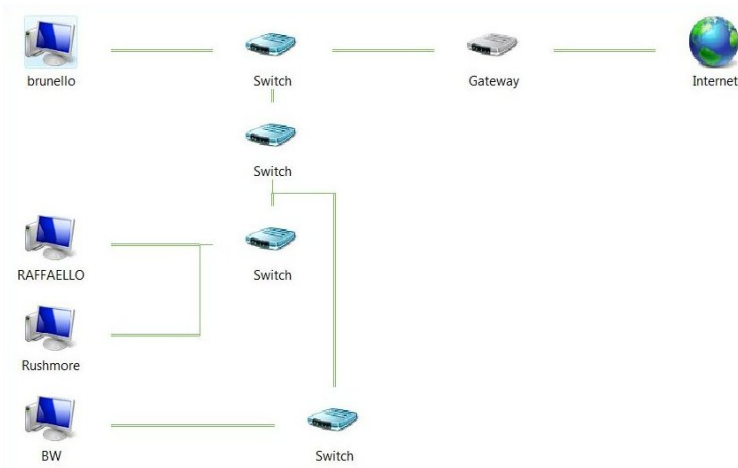 brunello
Switch
Gateway
Internet
Switch
RAFFAELLO
Switch
Rushmore
BW
Switch